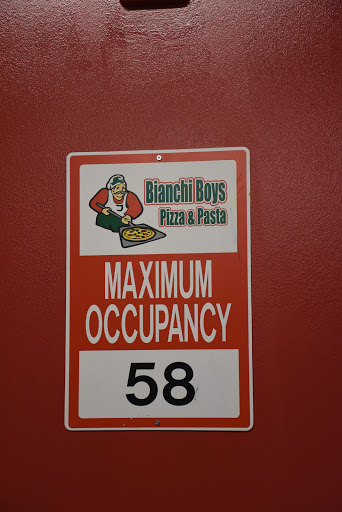 Bianchi Boys
Pizza & Pasta
MAXIMUM
OCCUPANCY
58